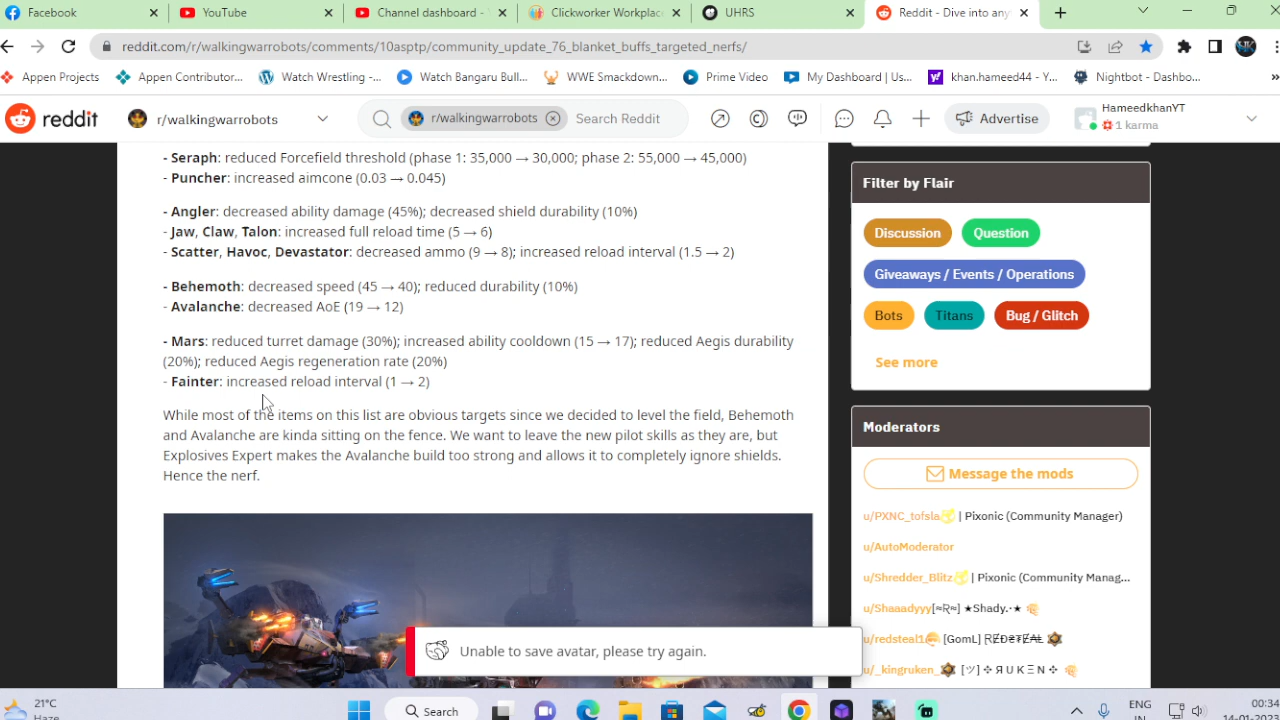 Facebook
YouTube
Channel dashboard -
Clickworker Workplac
UHRS
Reddit - Dive into any
reddit.com/r/walkingwarrobots/comments/10asptp/community_update_76_blanket_buffs_targeted_nerfs/
Appen Projects
Appen Contributor...
Watch Wrestling -...
Watch Bangaru Bull...
WWE Smackdown...
Prime Video
My Dashboard | Us...
khan.hameed44 - Y...
Nightbot - Dashbo...
reddit
r/walkingwarrobots
r/walkingwarrobots
Search Reddit
Advertise
HameedkhanYT
1 karma
- Seraph: reduced Forcefield threshold (phase 1: 35,000 → 30,000; phase 2: 55,000 → 45,000)
- Puncher: increased aimcone (0.03 → 0.045)
- Angler: decreased ability damage (45%); decreased shield durability (10%)
- Jaw, Claw, Talon: increased full reload time (5 → 6)
- Scatter, Havoc, Devastator: decreased ammo (9 → 8); increased reload interval (1.5 → 2)
- Behemoth: decreased speed (45 → 40); reduced durability (10%)
- Avalanche: decreased AoE (19 → 12)
- Mars: reduced turret damage (30%); increased ability cooldown (15 → 17); reduced Aegis durability
(20%); reduced Aegis regeneration rate (20%)
- Fainter: increased reload interval (1 → 2)
While most of the items on this list are obvious targets since we decided to level the field, Behemoth
and Avalanche are kinda sitting on the fence. We want to leave the new pilot skills as they are, but
Explosives Expert makes the Avalanche build too strong and allows it to completely ignore shields.
Hence the nerf.
Filter by Flair
Discussion
Question
Giveaways / Events / Operations
Bots
Titans
Bug / Glitch
See more
Moderators
Message the mods
u/PXNC_tofsla | Pixonic (Community Manager)
u/AutoModerator
u/Shredder_Blitz | Pixonic (Community Manag...
u/Shaaadyyy [≈Ʀ≈] ★Shady.·★
u/redsteal1 [GomL]
u/_kingruken_ [ツ] ⁘ Я U K Ξ N ⁘
Unable to save avatar, please try again.
21°C
Haze
Search
ENG
IN
00:34
14-01-202